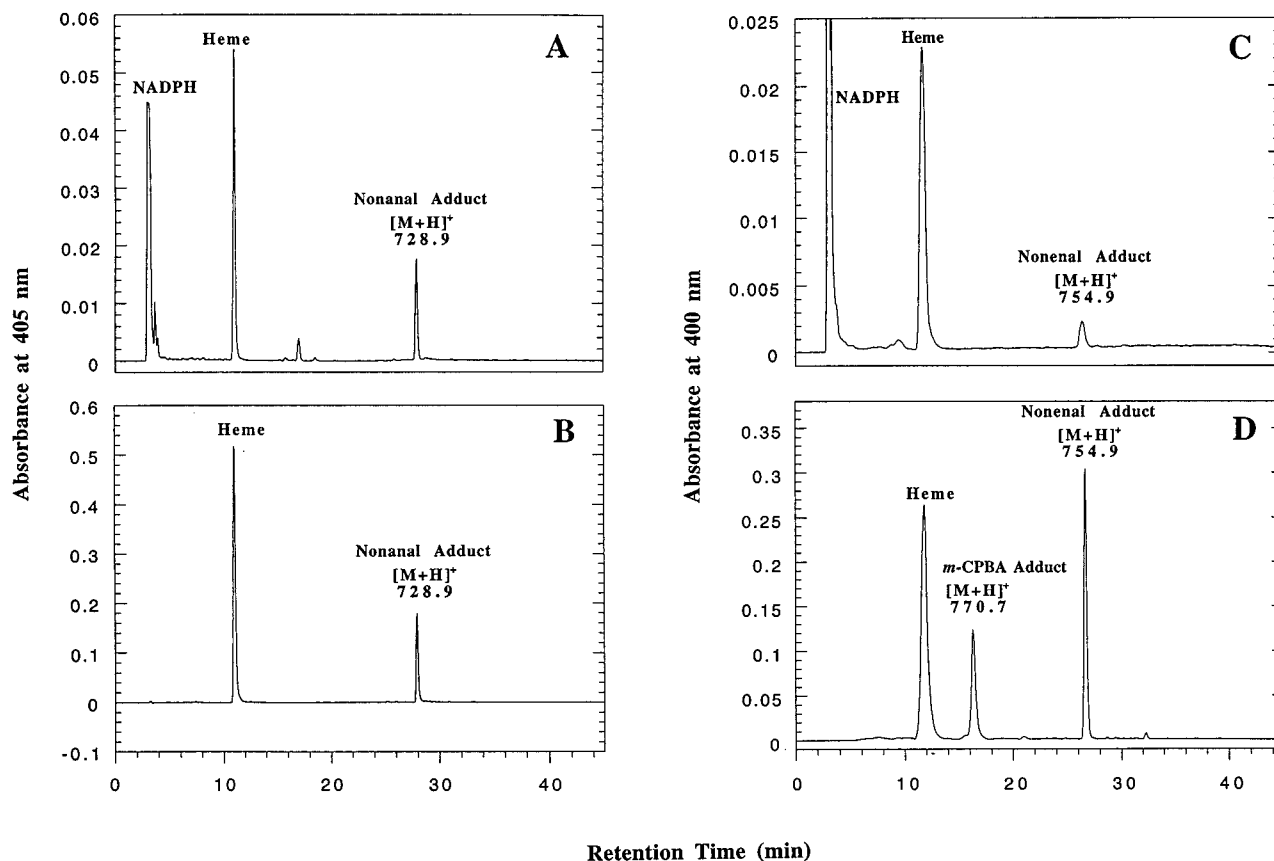 Absorbance at 405 nm
A
0.06
0.05
0.04
0.03
0.02
0.01
0
NADPH
Heme
Nonanal Adduct
[M+H]+
728.9
B
0.6
0.5
0.4
0.3
0.2
0.1
0
-0.1
Heme
Nonanal Adduct
[M+H]+
728.9
0 10 20 30 40
Absorbance at 400 nm
C
0.025
0.02
0.015
0.01
0.005
0
Heme
NADPH
Nonenal Adduct
[M+H]+
754.9
D
0.35
0.3
0.25
0.2
0.15
0.1
0.05
0
Nonenal Adduct
[M+H]+
754.9
Heme
m-CPBA Adduct
[M+H]+
770.7
0 10 20 30 40
Retention Time (min)